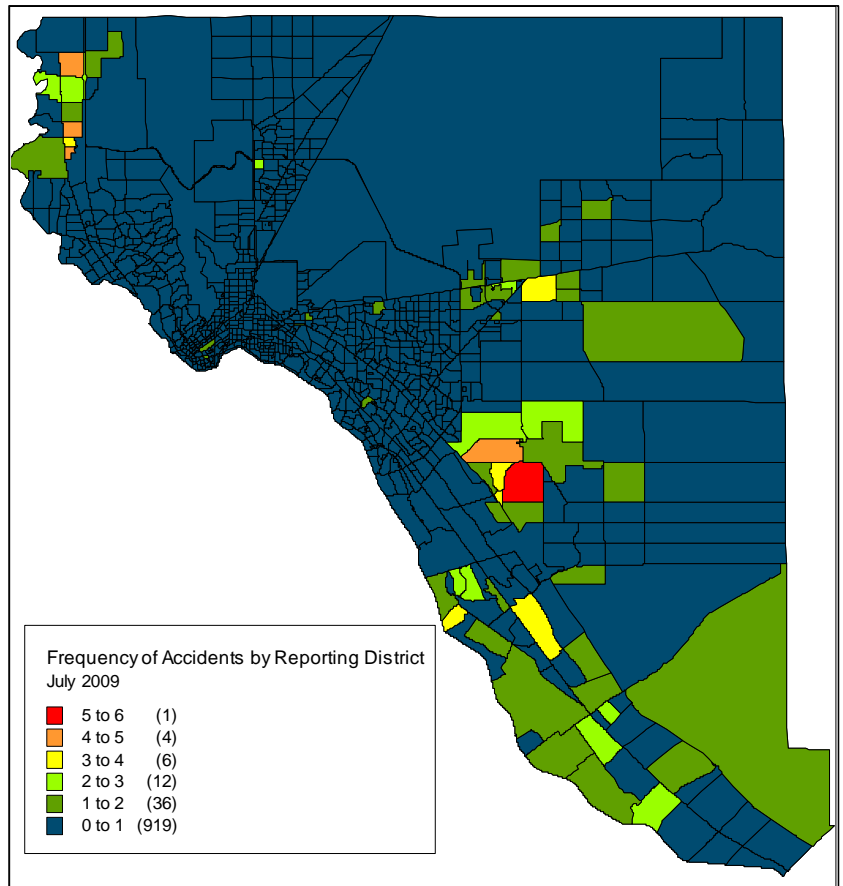 Frequency of Accidents by Reporting District
July 2009
5 to 6 (1)
4 to 5 (4)
3 to 4 (6)
2 to 3 (12)
1 to 2 (36)
0 to 1 (919)